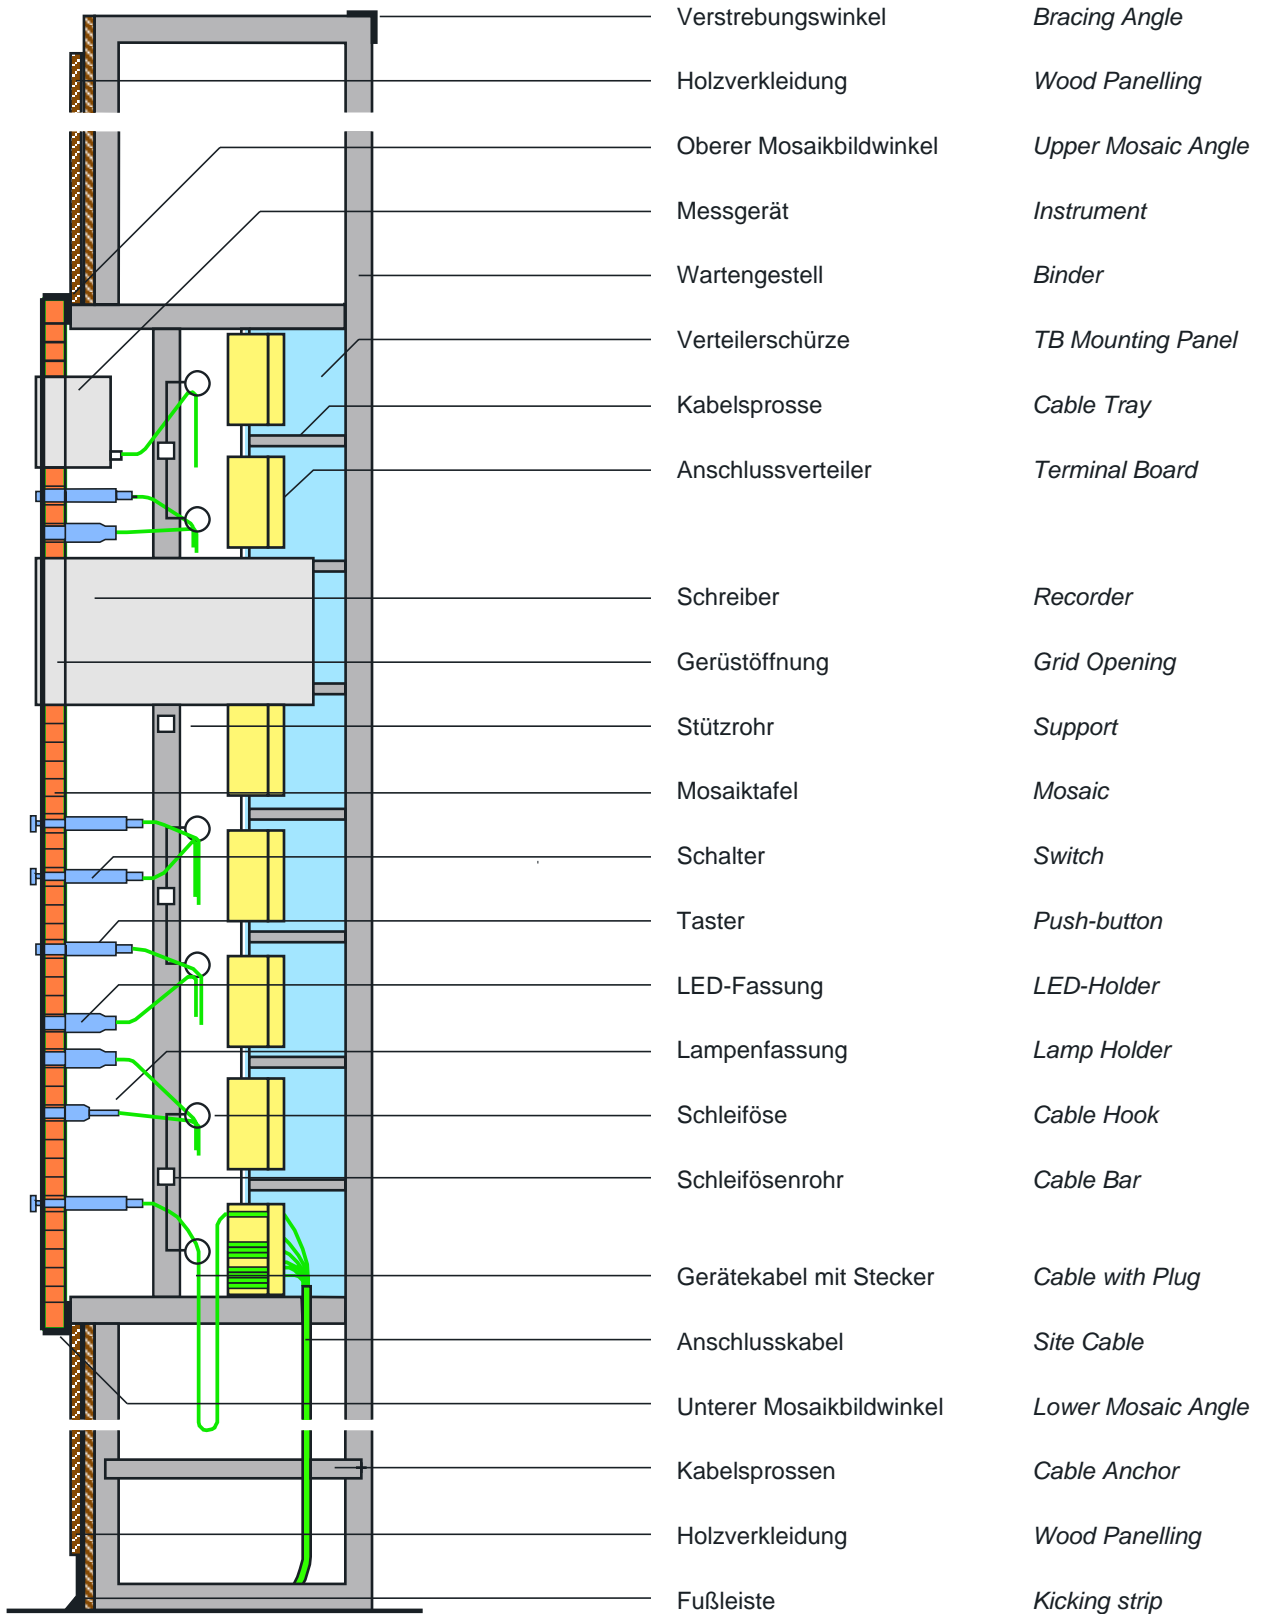 Verstrebungswinkel Bracing Angle
Holzverkleidung Wood Panelling
Oberer Mosaikbildwinkel Upper Mosaic Angle
Messgerät Instrument
Wartengestell Binder
Verteilerschürze TB Mounting Panel
Kabelsprosse Cable Tray
Anschlussverteiler Terminal Board
Schreiber Recorder
Gerüstöffnung Grid Opening
Stützrohr Support
Mosaiktafel Mosaic
Schalter Switch
Taster Push-button
LED-Fassung LED-Holder
Lampenfassung Lamp Holder
Schleiföse Cable Hook
Schleifösenrohr Cable Bar
Gerätekabel mit Stecker Cable with Plug
Anschlusskabel Site Cable
Unterer Mosaikbildwinkel Lower Mosaic Angle
Kabelsprossen Cable Anchor
Holzverkleidung Wood Panelling
Fußleiste Kicking strip